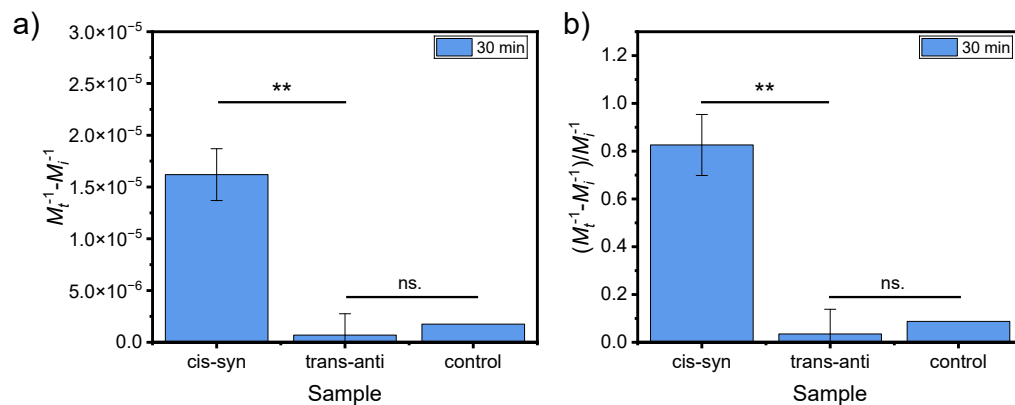 a)
3.0×10⁻⁵
2.5×10⁻⁵
2.0×10⁻⁵
1.5×10⁻⁵
1.0×10⁻⁵
5.0×10⁻⁶
0.0
M_t⁻¹-M_i⁻¹
30 min
**
ns.
cis-syn trans-anti control
Sample
b)
1.2
1.0
0.8
0.6
0.4
0.2
0.0
(M_t⁻¹-M_i⁻¹)/M_i⁻¹
30 min
**
ns.
cis-syn trans-anti control
Sample